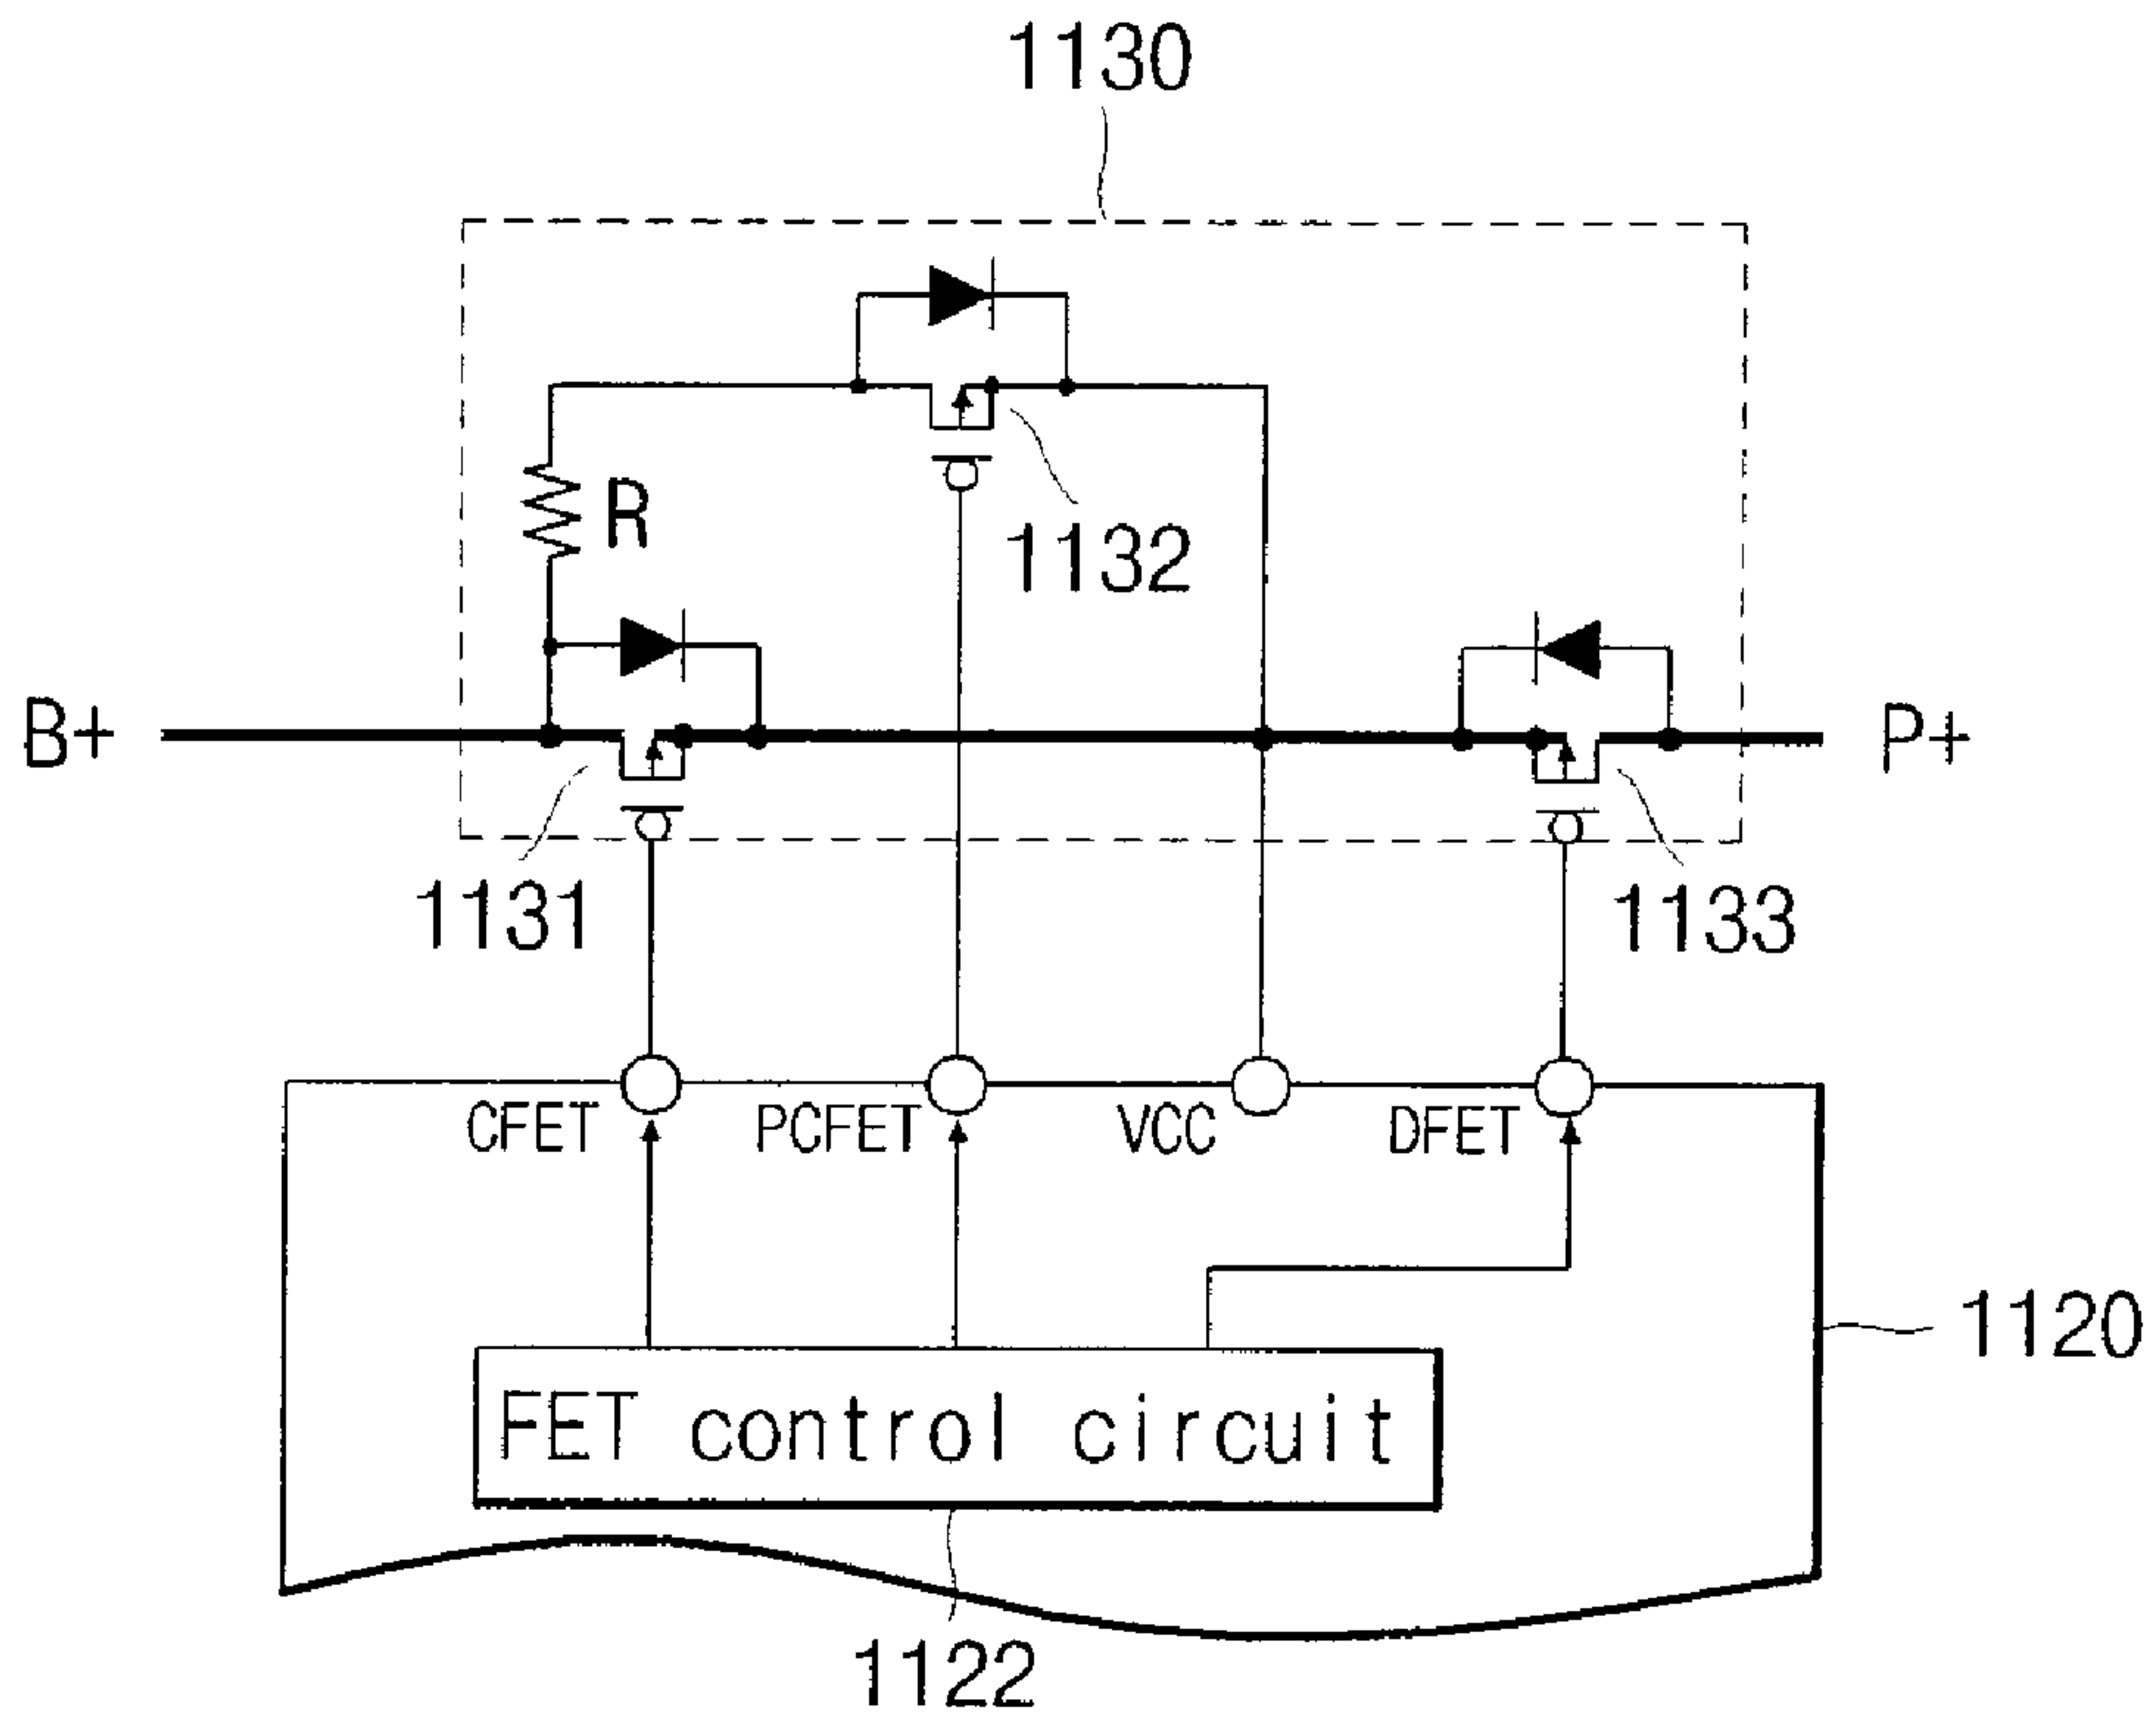 1130
R
1132
B+
P+
1131
1133
CFET
PCFET
VCC
DFET
1120
FET control circuit
1122